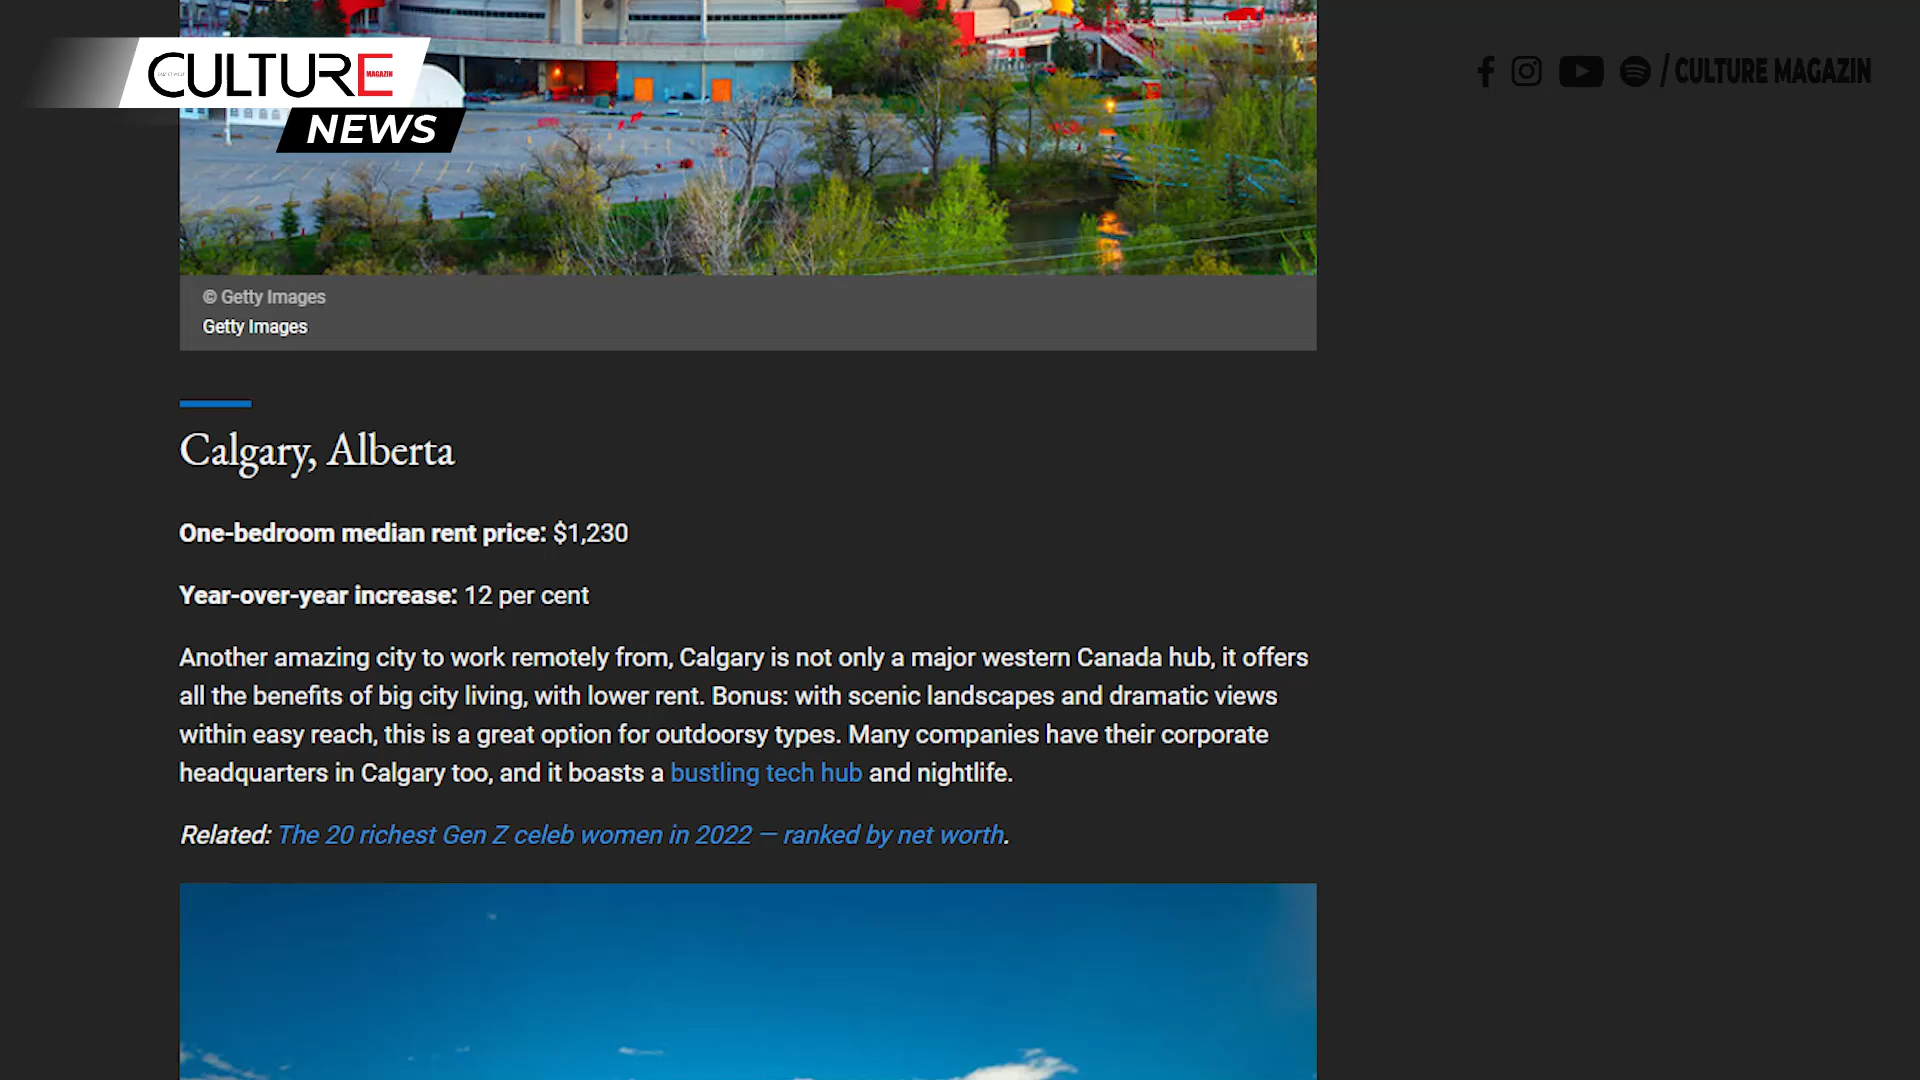 CULTURE
MAGAZIN
NEWS
/ CULTURE MAGAZIN
© Getty Images
Getty Images
Calgary, Alberta
One-bedroom median rent price: $1,230
Year-over-year increase: 12 per cent
Another amazing city to work remotely from, Calgary is not only a major western Canada hub, it offers
all the benefits of big city living, with lower rent. Bonus: with scenic landscapes and dramatic views
within easy reach, this is a great option for outdoorsy types. Many companies have their corporate
headquarters in Calgary too, and it boasts a bustling tech hub and nightlife.
Related: The 20 richest Gen Z celeb women in 2022 — ranked by net worth.